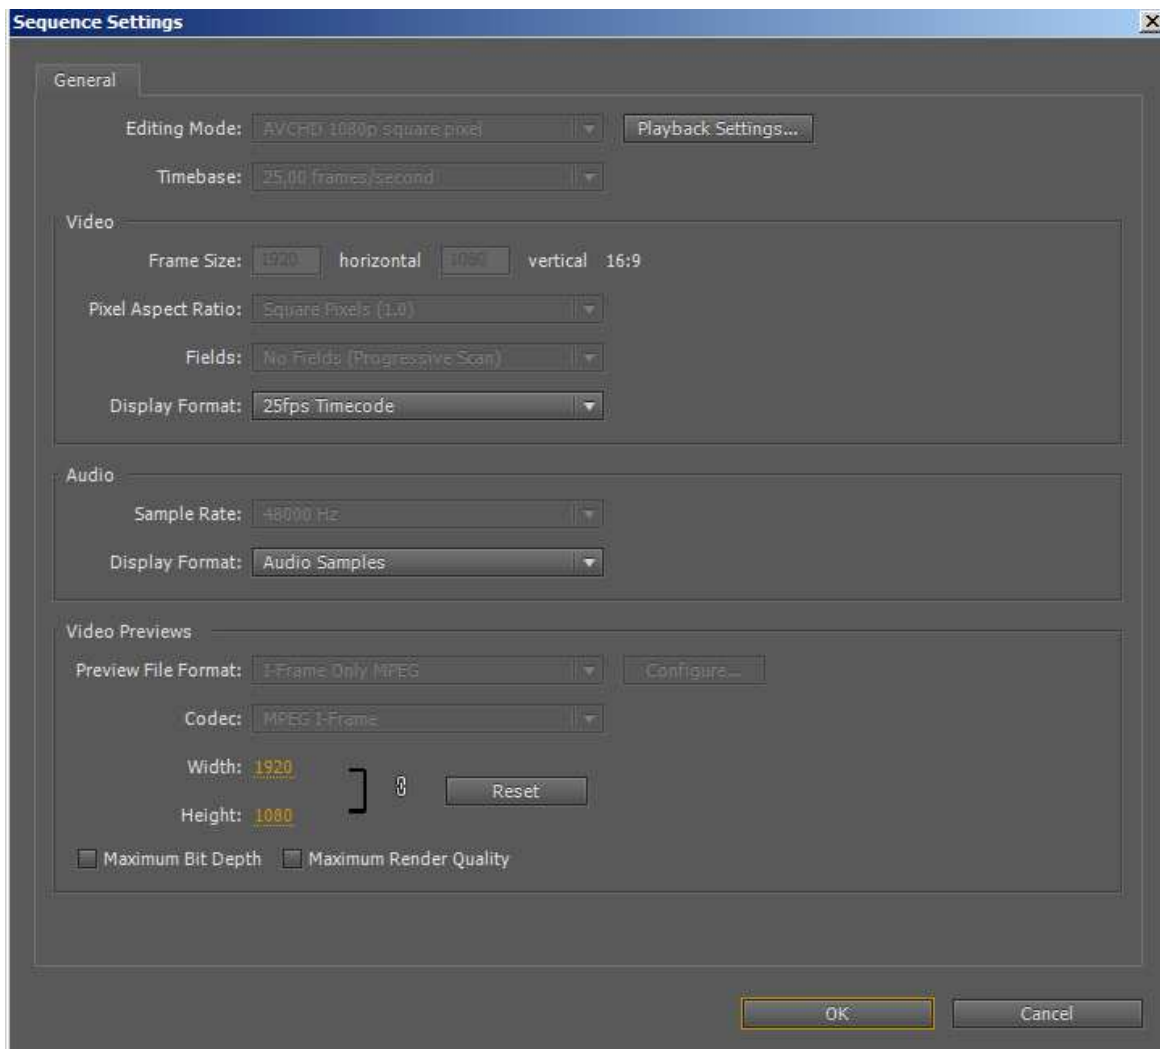 Sequence Settings
General
Editing Mode: AVCHD 1080p square pixel Playback Settings...
Timebase: 25,00 frames/second
Video
Frame Size: 1920 horizontal 1080 vertical 16:9
Pixel Aspect Ratio: Square Pixels (1.0)
Fields: No Fields (Progressive Scan)
Display Format: 25fps Timecode
Audio
Sample Rate: 48000 Hz
Display Format: Audio Samples
Video Previews
Preview File Format: I-Frame Only MPEG Configure...
Codec: MPEG I-Frame
Width: 1920
Reset
Height: 1080
Maximum Bit Depth Maximum Render Quality
OK Cancel